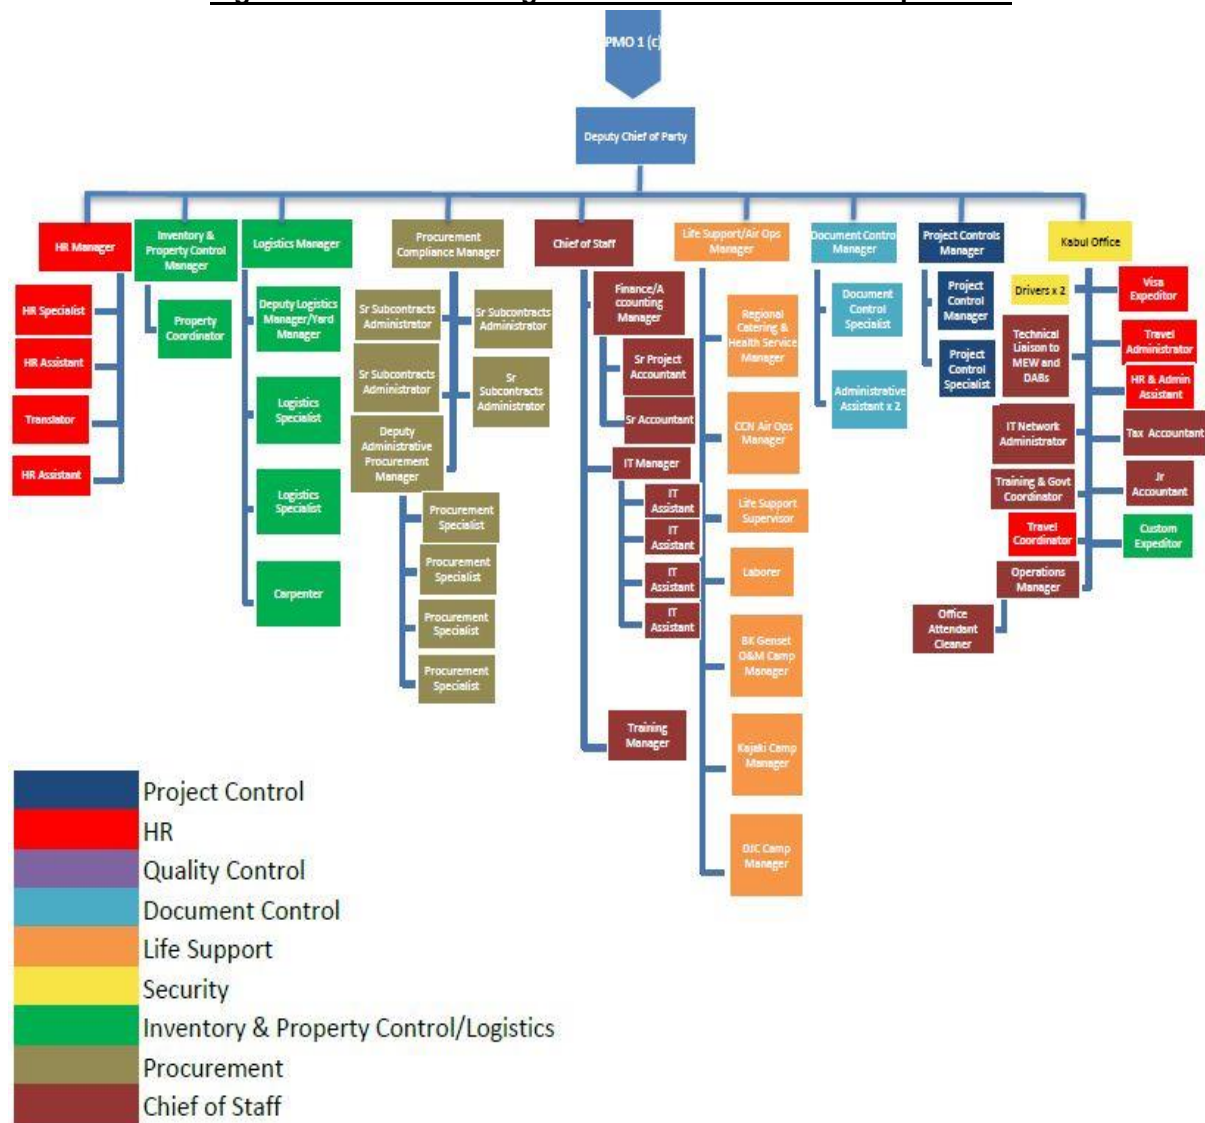 PMO 1 (c)
Deputy Chief of Party
HR Manager
HR Specialist
HR Assistant
Translator
HR Assistant
Inventory &
Property Control
Manager
Property
Coordinator
Logistics Manager
Deputy Logistics
Manager/Yard
Manager
Logistics
Specialist
Logistics
Specialist
Carpenter
Procurement
Compliance Manager
Sr Subcontracts
Administrator
Sr Subcontracts
Administrator
Sr Subcontracts
Administrator
Sr
Subcontracts
Administrator
Deputy
Administrative
Procurement
Manager
Procurement
Specialist
Procurement
Specialist
Procurement
Specialist
Procurement
Specialist
Chief of Staff
Finance/A
ccounting
Manager
Sr Project
Accountant
Sr Accountant
IT Manager
IT
Assistant
IT
Assistant
IT
Assistant
IT
Assistant
Training
Manager
Life Support/Air Ops
Manager
Regional
Catering &
Health Service
Manager
CCN Air Ops
Manager
Life Support
Supervisor
Laborer
BK Genset
O&M Camp
Manager
Kajaki Camp
Manager
Camp
Manager
Document Control
Manager
Document
Control
Specialist
Administrative
Assistant x 2
Project Controls
Manager
Project
Control
Manager
Project
Control
Specialist
Kabul Office
Drivers x 2
Visa
Expeditor
Technical
Liaison to
MEW and
DABs
Travel
Administrator
HR & Admin
Assistant
IT Network
Administrator
Tax Accountant
Training & Govt
Coordinator
Jr
Accountant
Travel
Coordinator
Custom
Expeditor
Operations
Manager
Office
Attendant
Cleaner
Project Control
HR
Quality Control
Document Control
Life Support
Security
Inventory & Property Control/Logistics
Procurement
Chief of Staff